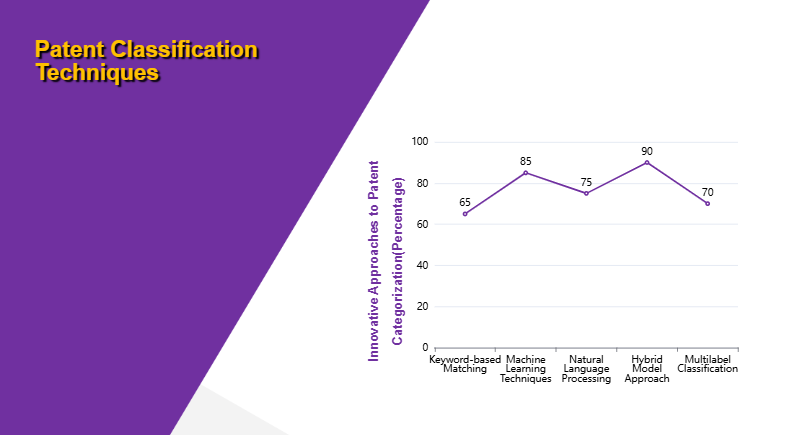 Patent Classification
Techniques
Innovative Approaches to Patent
Categorization(Percentage)
100
80
60
40
20
0
65
85
75
90
70
Keyword-based
Matching
Machine
Learning
Techniques
Natural
Language
Processing
Hybrid
Model
Approach
Multilabel
Classification